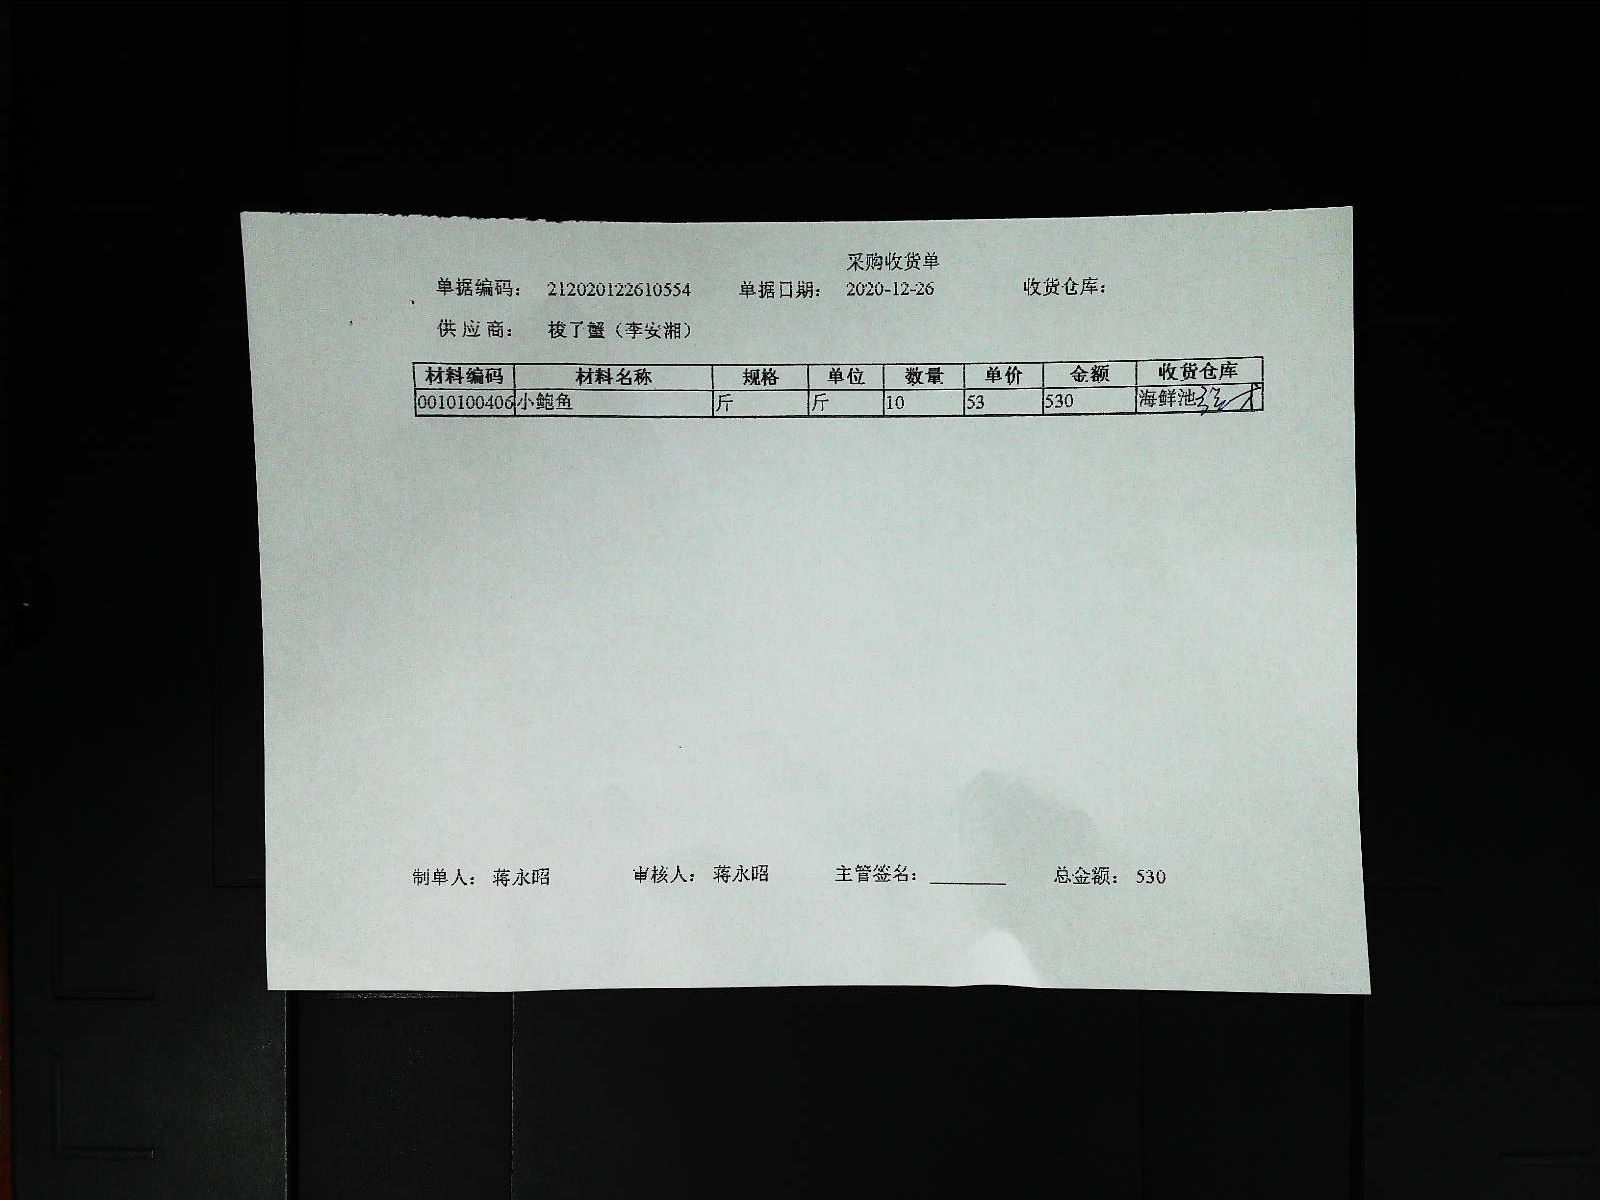 采购收货单
单据编码： 212020122610554 单据日期： 2020-12-26 收货仓库：
供应商： 梭了蟹（李安湘）
材料编码 材料名称 规格 单位 数量 单价 金额 收货仓库
0010100406 小鲍鱼 斤 斤 10 53 530 海鲜池
制单人： 蒋永昭 审核人： 蒋永昭 主管签名： 总金额： 530